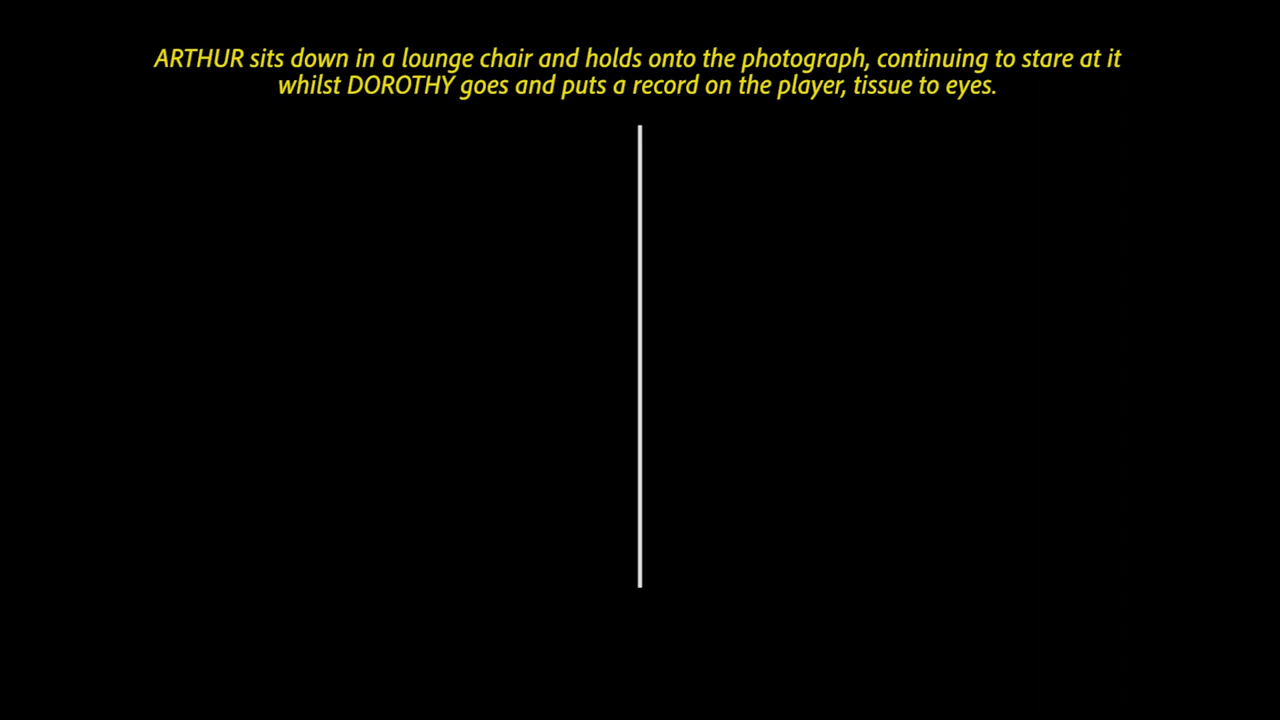 ARTHUR sits down in a lounge chair and holds onto the photograph, continuing to stare at it
whilst DOROTHY goes and puts a record on the player, tissue to eyes.